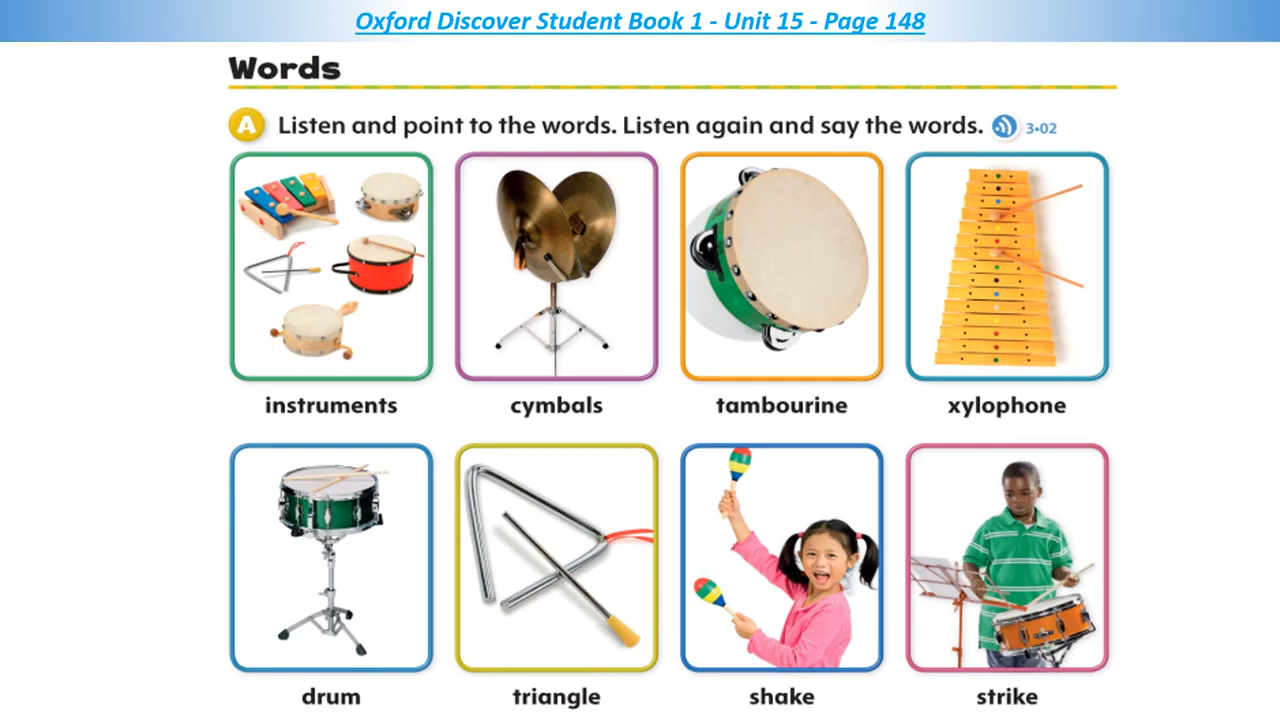 Oxford Discover Student Book 1 - Unit 15 - Page 148
Words
A Listen and point to the words. Listen again and say the words. 3•02
instruments cymbals tambourine xylophone
drum triangle shake strike